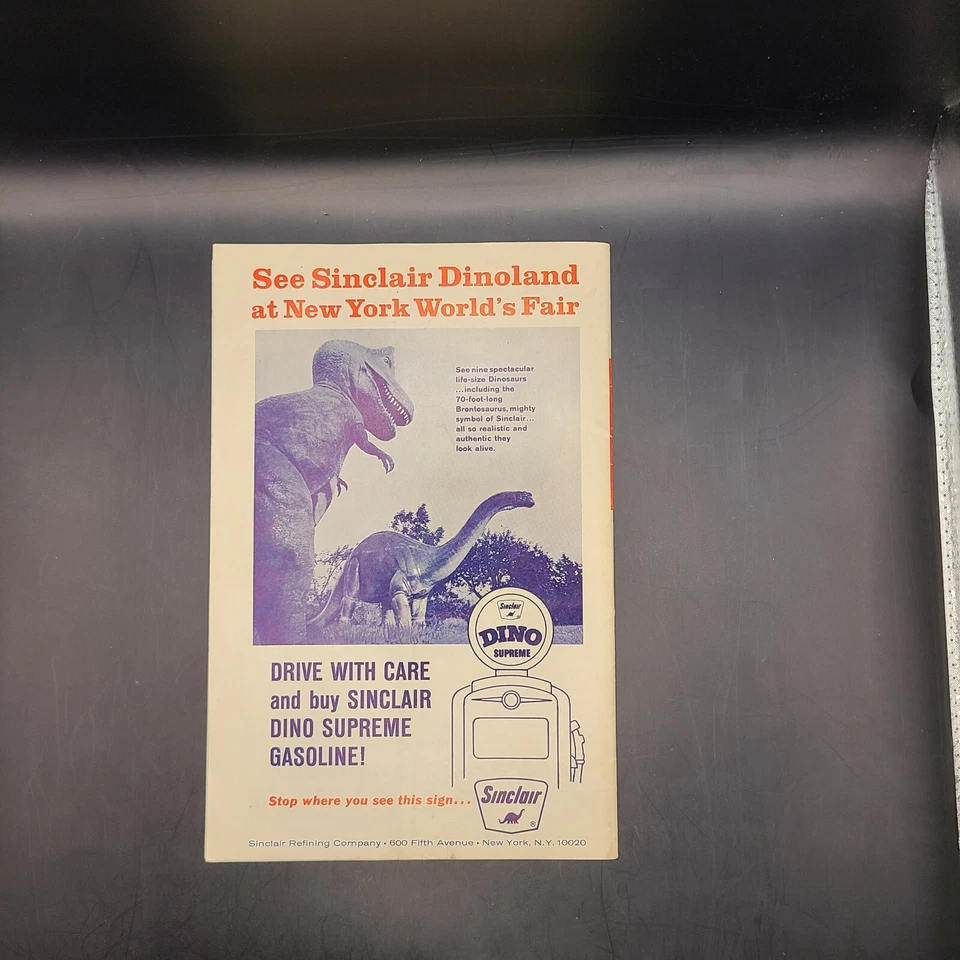 See Sinclair Dinoland
at New York World's Fair
See nine spectacular
life-size Dinosaurs
...including the
70-foot-long
Brontosaurus, mighty
symbol of Sinclair...
all so realistic and
authentic they
look alive.
Sinclair
DINO
SUPREME
DRIVE WITH CARE
and buy SINCLAIR
DINO SUPREME
GASOLINE!
Stop where you see this sign...
Sinclair
®
Sinclair Refining Company • 600 Fifth Avenue • New York, N.Y. 10020